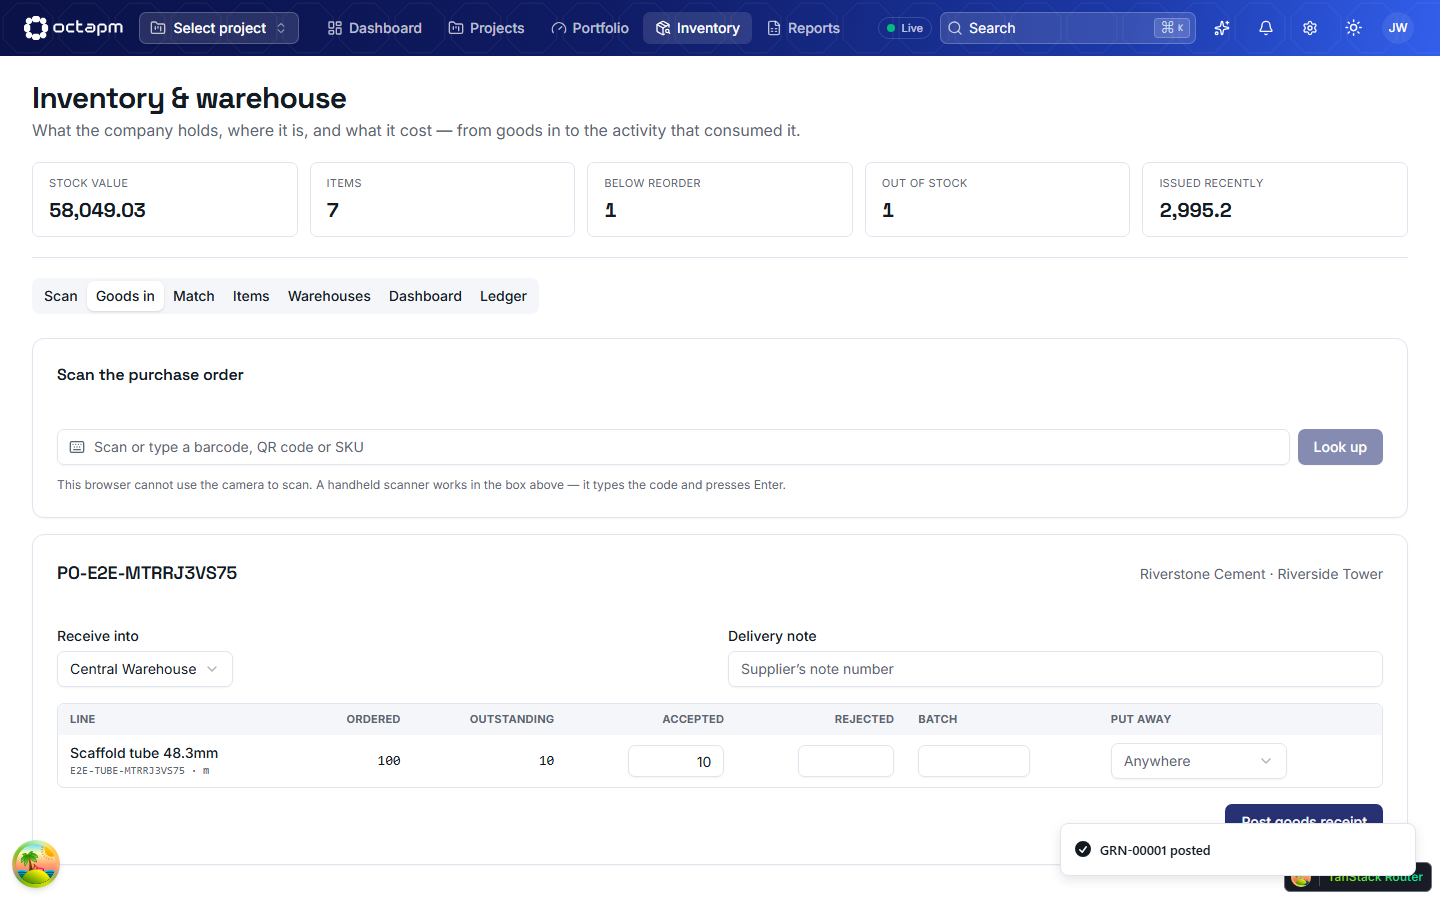 octapm
Select project
Dashboard
Projects
Portfolio
Inventory
Reports
Live
Search
⌘ K
JW
Inventory & warehouse
What the company holds, where it is, and what it cost — from goods in to the activity that consumed it.
STOCK VALUE
58,049.03
ITEMS
7
BELOW REORDER
1
OUT OF STOCK
1
ISSUED RECENTLY
2,995.2
Scan
Goods in
Match
Items
Warehouses
Dashboard
Ledger
Scan the purchase order
Scan or type a barcode, QR code or SKU
Look up
This browser cannot use the camera to scan. A handheld scanner works in the box above — it types the code and presses Enter.
PO-E2E-MTRRJ3VS75
Riverstone Cement · Riverside Tower
Receive into
Delivery note
Central Warehouse
Supplier’s note number
LINE ORDERED OUTSTANDING ACCEPTED REJECTED BATCH PUT AWAY
Scaffold tube 48.3mm 100 10 10 Anywhere
E2E-TUBE-MTRRJ3VS75 · m
Post goods receipt
GRN-00001 posted
TanStack Router